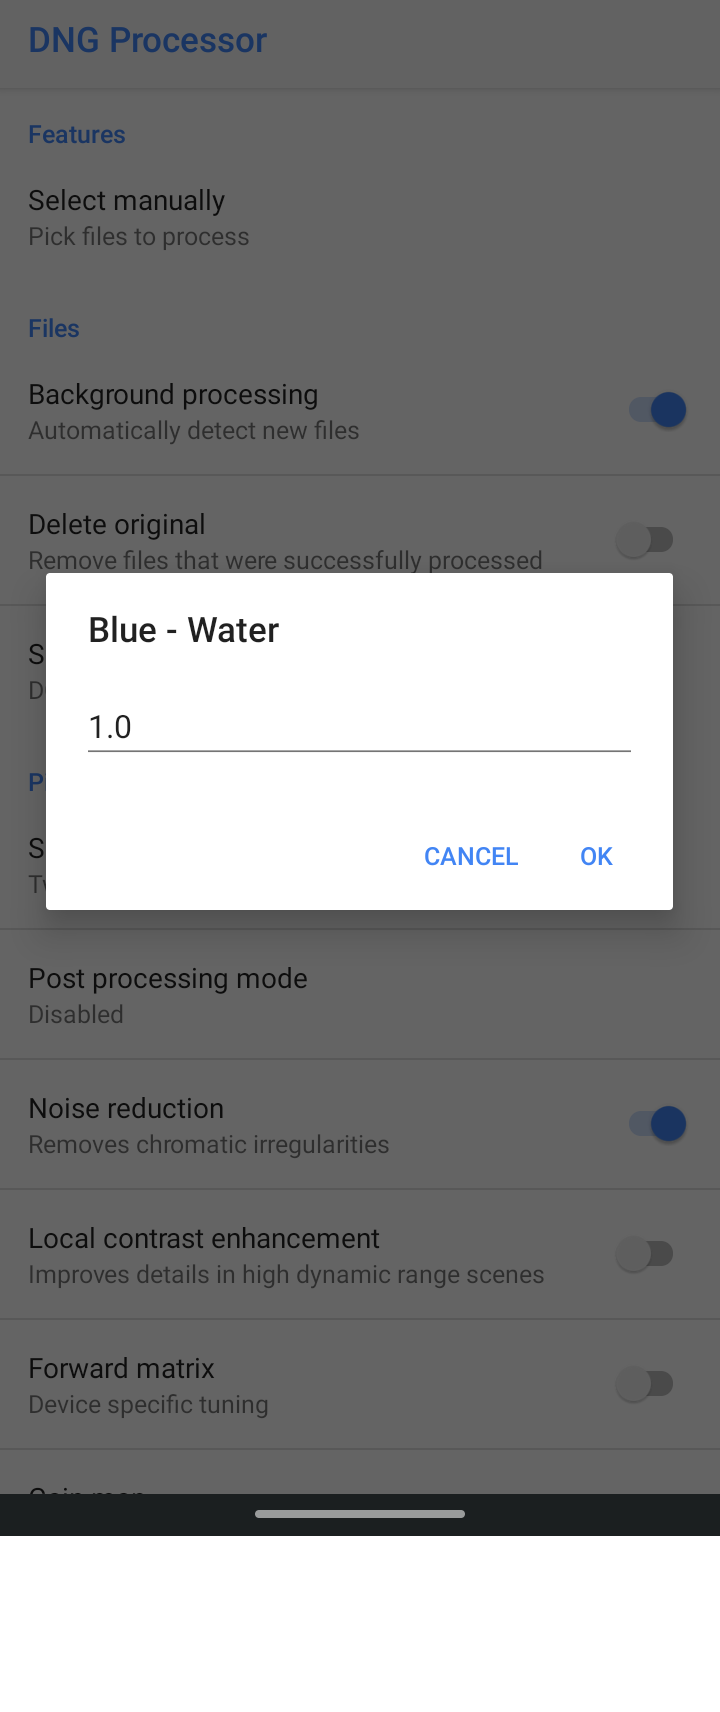 DNG Processor
Features
Select manually
Pick files to process
Files
Background processing
Automatically detect new files
Delete original
Remove files that were successfully processed
Blue - Water
1.0
CANCEL
OK
Post processing mode
Disabled
Noise reduction
Removes chromatic irregularities
Local contrast enhancement
Improves details in high dynamic range scenes
Forward matrix
Device specific tuning